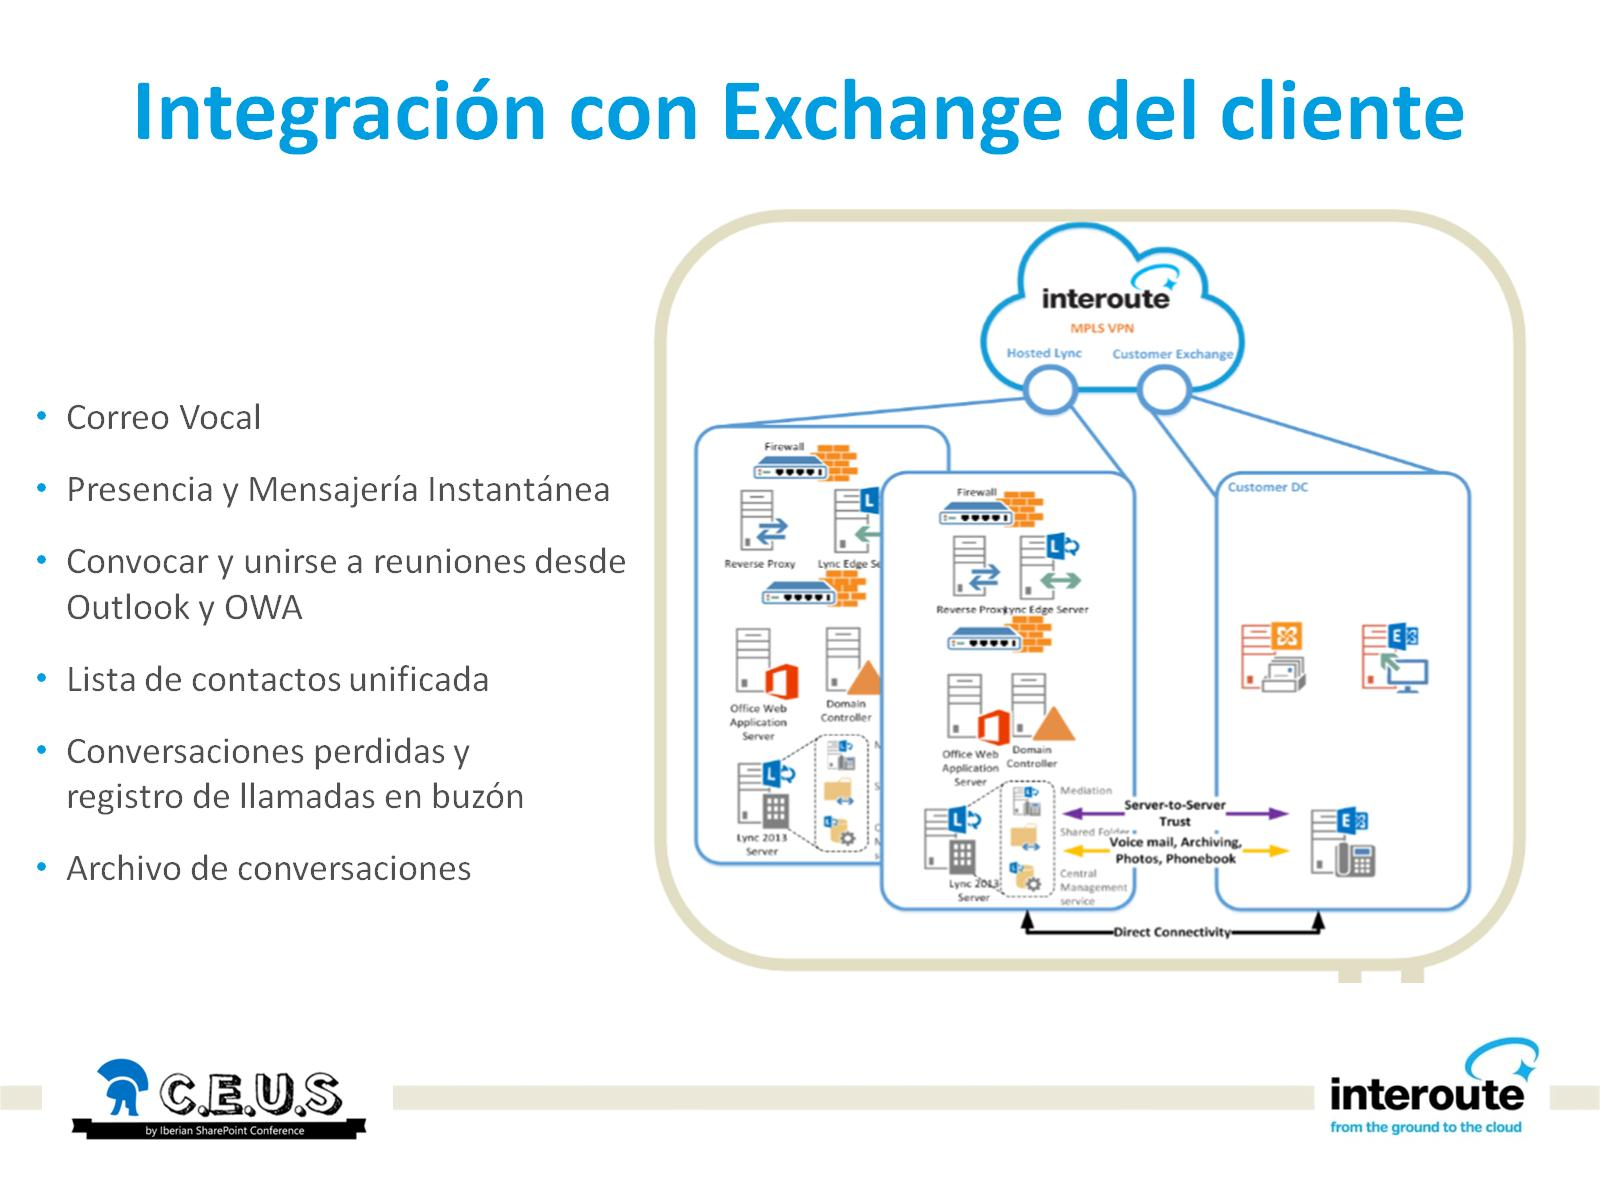 Integración con Exchange del cliente
• Correo Vocal
• Presencia y Mensajería Instantánea
• Convocar y unirse a reuniones desde
Outlook y OWA
• Lista de contactos unificada
• Conversaciones perdidas y
registro de llamadas en buzón
• Archivo de conversaciones
interoute
MPLS VPN
Hosted Lync
Customer Exchange
Firewall
Reverse Proxy
Lync Edge Se
Office Web
Application
Server
Domain
Controller
Lync 2013
Server
Firewall
Reverse Proxy
Lync Edge Server
Office Web
Application
Server
Domain
Controller
Mediation
Shared Folder
Central
Management
service
Lync 2013
Server
Server-to-Server
Trust
Voice mail, Archiving,
Photos, Phonebook
Customer DC
Direct Connectivity
C.E.U.S
by Iberian SharePoint Conference
interoute
from the ground to the cloud